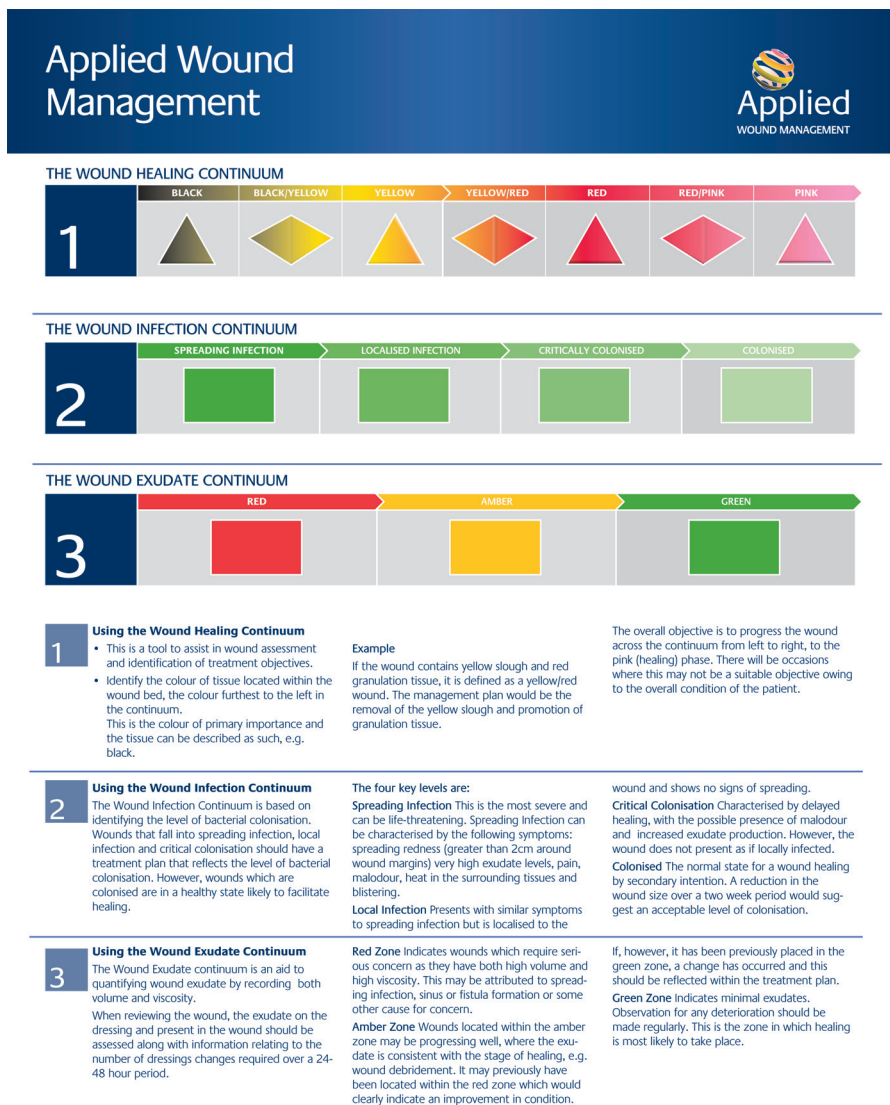 Applied Wound
Management
Applied
WOUND MANAGEMENT
THE WOUND HEALING CONTINUUM
1
BLACK
BLACK/YELLOW
YELLOW
YELLOW/RED
RED
RED/PINK
PINK
THE WOUND INFECTION CONTINUUM
2
SPREADING INFECTION
LOCALISED INFECTION
CRITICALLY COLONISED
COLONISED
THE WOUND EXUDATE CONTINUUM
3
RED
AMBER
GREEN
1
Using the Wound Healing Continuum
• This is a tool to assist in wound assessment
and identification of treatment objectives.
• Identify the colour of tissue located within the
wound bed, the colour furthest to the left in
the continuum.
This is the colour of primary importance and
the tissue can be described as such, e.g.
black.
Example
If the wound contains yellow slough and red
granulation tissue, it is defined as a yellow/red
wound. The management plan would be the
removal of the yellow slough and promotion of
granulation tissue.
The overall objective is to progress the wound
across the continuum from left to right, to the
pink (healing) phase. There will be occasions
where this may not be a suitable objective owing
to the overall condition of the patient.
2
Using the Wound Infection Continuum
The Wound Infection Continuum is based on
identifying the level of bacterial colonisation.
Wounds that fall into spreading infection, local
infection and critical colonisation should have a
treatment plan that reflects the level of bacterial
colonisation. However, wounds which are
colonised are in a healthy state likely to facilitate
healing.
The four key levels are:
Spreading Infection This is the most severe and
can be life-threatening. Spreading Infection can
be characterised by the following symptoms:
spreading redness (greater than 2cm around
wound margins) very high exudate levels, pain,
malodour, heat in the surrounding tissues and
blistering.
Local Infection Presents with similar symptoms
to spreading infection but is localised to the
wound and shows no signs of spreading.
Critical Colonisation Characterised by delayed
healing, with the possible presence of malodour
and increased exudate production. However, the
wound does not present as if locally infected.
Colonised The normal state for a wound healing
by secondary intention. A reduction in the
wound size over a two week period would sug-
gest an acceptable level of colonisation.
3
Using the Wound Exudate Continuum
The Wound Exudate continuum is an aid to
quantifying wound exudate by recording both
volume and viscosity.
When reviewing the wound, the exudate on the
dressing and present in the wound should be
assessed along with information relating to the
number of dressings changes required over a 24-
48 hour period.
Red Zone Indicates wounds which require seri-
ous concern as they have both high volume and
high viscosity. This may be attributed to spread-
ing infection, sinus or fistula formation or some
other cause for concern.
Amber Zone Wounds located within the amber
zone may be progressing well, where the exu-
date is consistent with the stage of healing, e.g.
wound debridement. It may previously have
been located within the red zone which would
clearly indicate an improvement in condition.
If, however, it has been previously placed in the
green zone, a change has occurred and this
should be reflected within the treatment plan.
Green Zone Indicates minimal exudates.
Observation for any deterioration should be
made regularly. This is the zone in which healing
is most likely to take place.